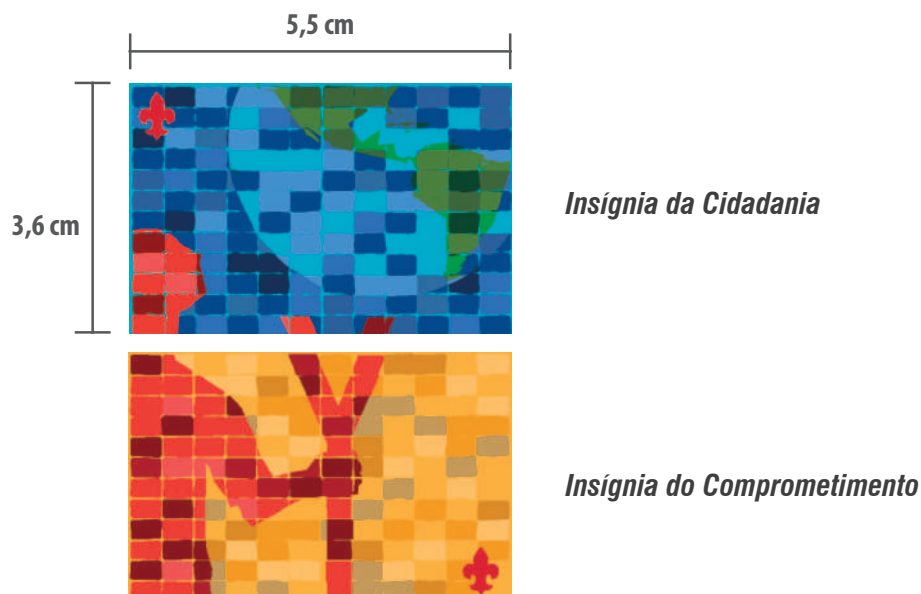 5,5 cm
3,6 cm
Insígnia da Cidadania
Insígnia do Comprometimento